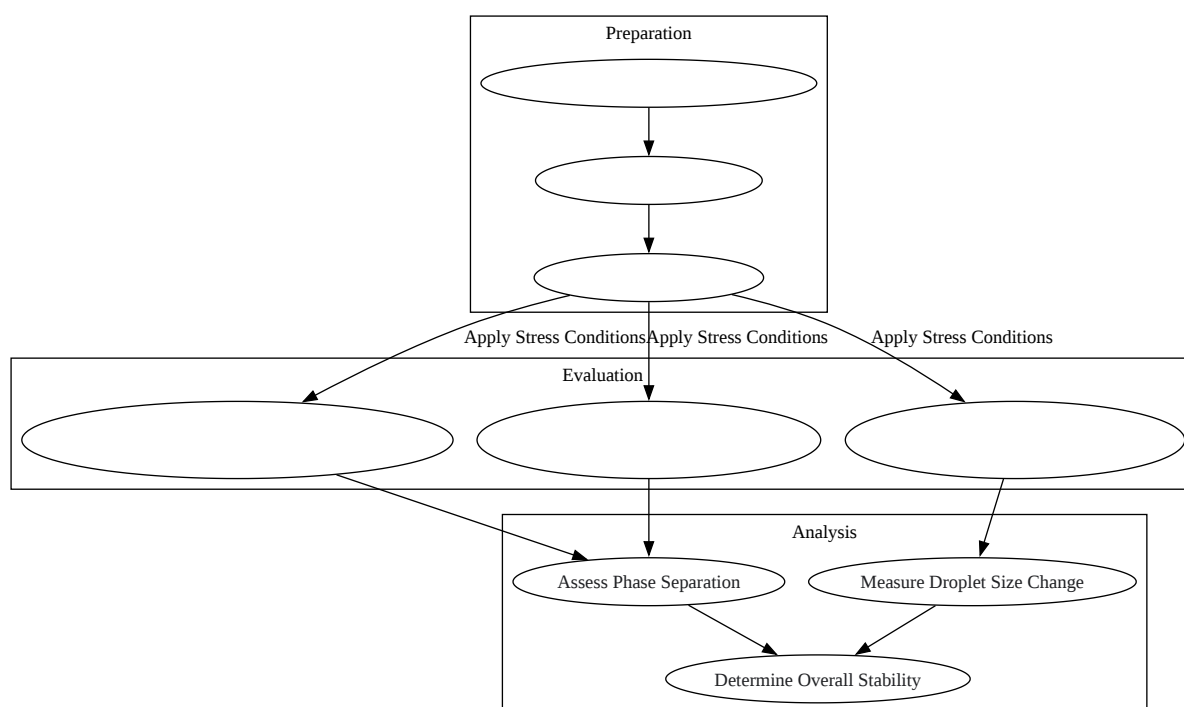 Preparation
Apply Stress Conditions
Apply Stress Conditions
Apply Stress Conditions
Evaluation
Analysis
Assess Phase Separation
Measure Droplet Size Change
Determine Overall Stability